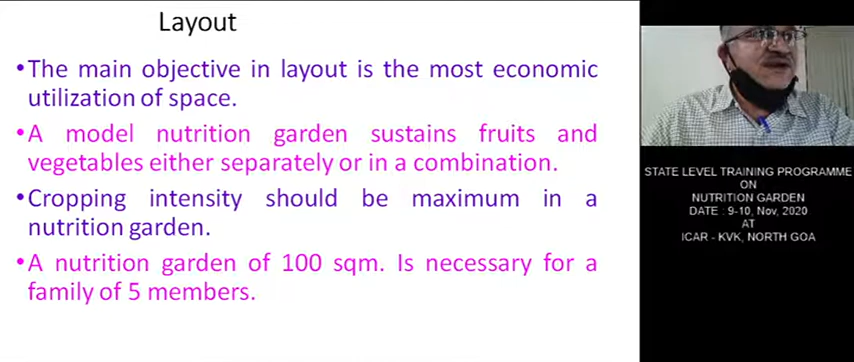 Layout
•The main objective in layout is the most economic
utilization of space.
•A model nutrition garden sustains fruits and
vegetables either separately or in a combination.
•Cropping intensity should be maximum in a
nutrition garden.
•A nutrition garden of 100 sqm. Is necessary for a
family of 5 members.
STATE LEVEL TRAINING PROGRAMME
ON
NUTRITION GARDEN
DATE : 9-10, Nov, 2020
AT
ICAR - KVK, NORTH GOA